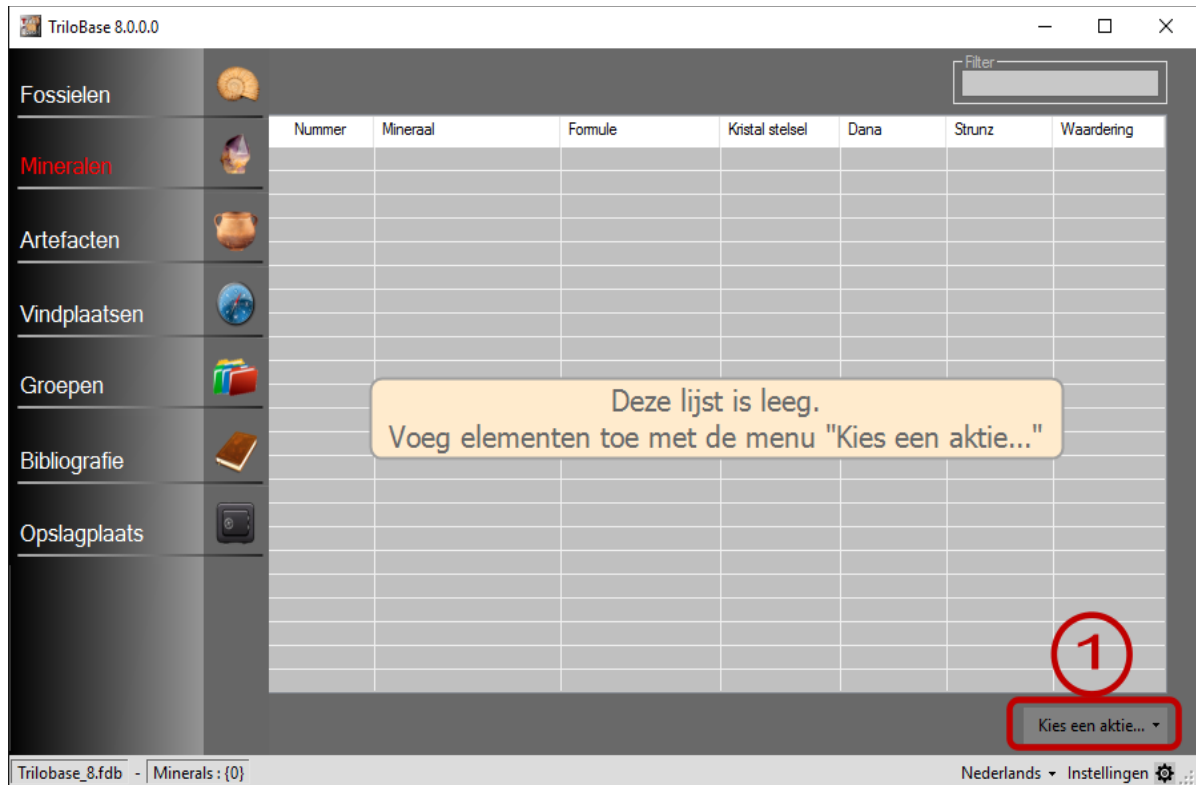 TriloBase 8.0.0.0
Fossielen
Mineralen
Artefacten
Vindplaatsen
Groepen
Bibliografie
Opslagplaats
Filter
Nummer Mineraal Formule Kristal stelsel Dana Strunz Waardering
Deze lijst is leeg.
Voeg elementen toe met de menu "Kies een aktie..."
1
Kies een aktie...
Trilobase_8.fdb - Minerals : {0} Nederlands Instellingen